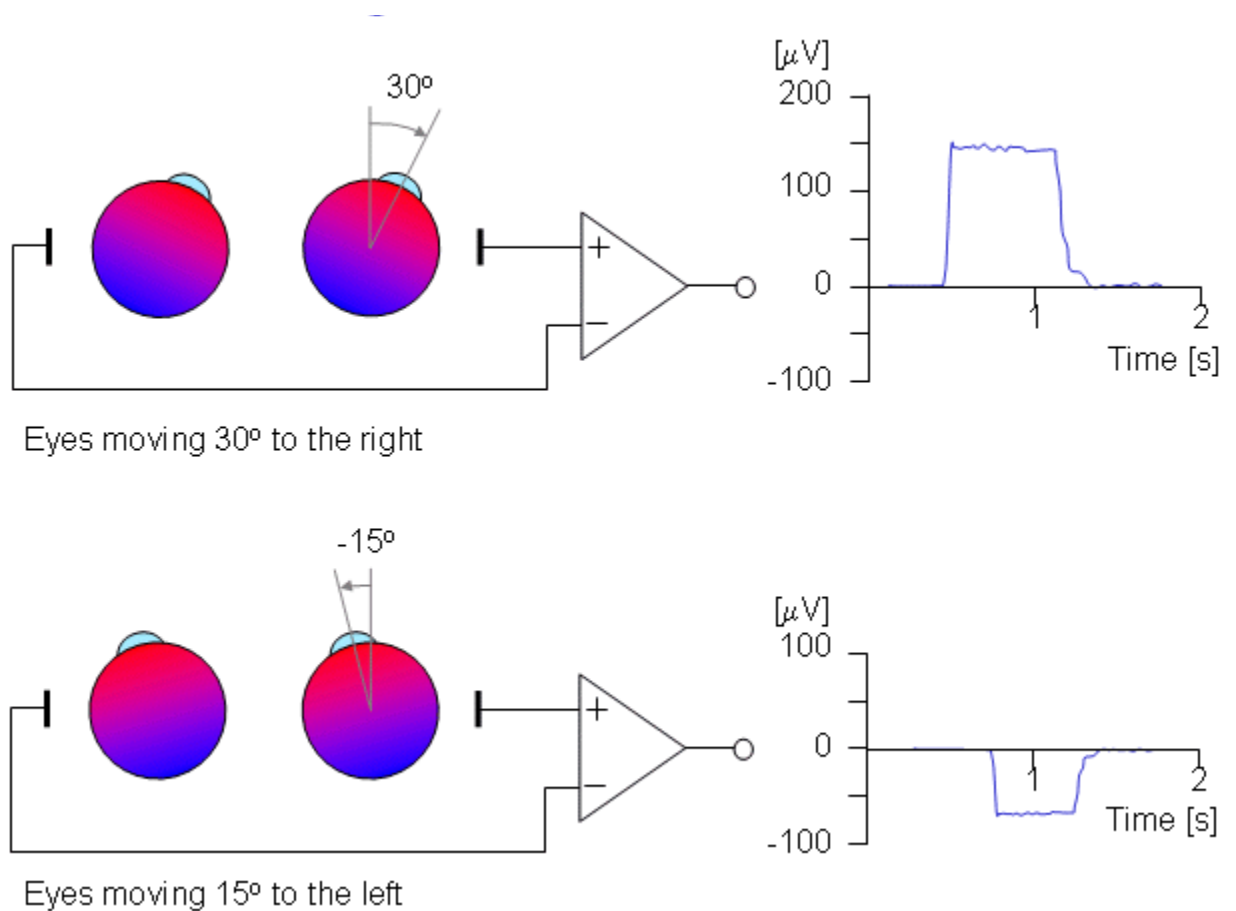 30º
[μV]
200
100
0
-100
1
2
Time [s]
+
−
Eyes moving 30º to the right
-15º
[μV]
100
0
-100
1
2
Time [s]
+
−
Eyes moving 15º to the left